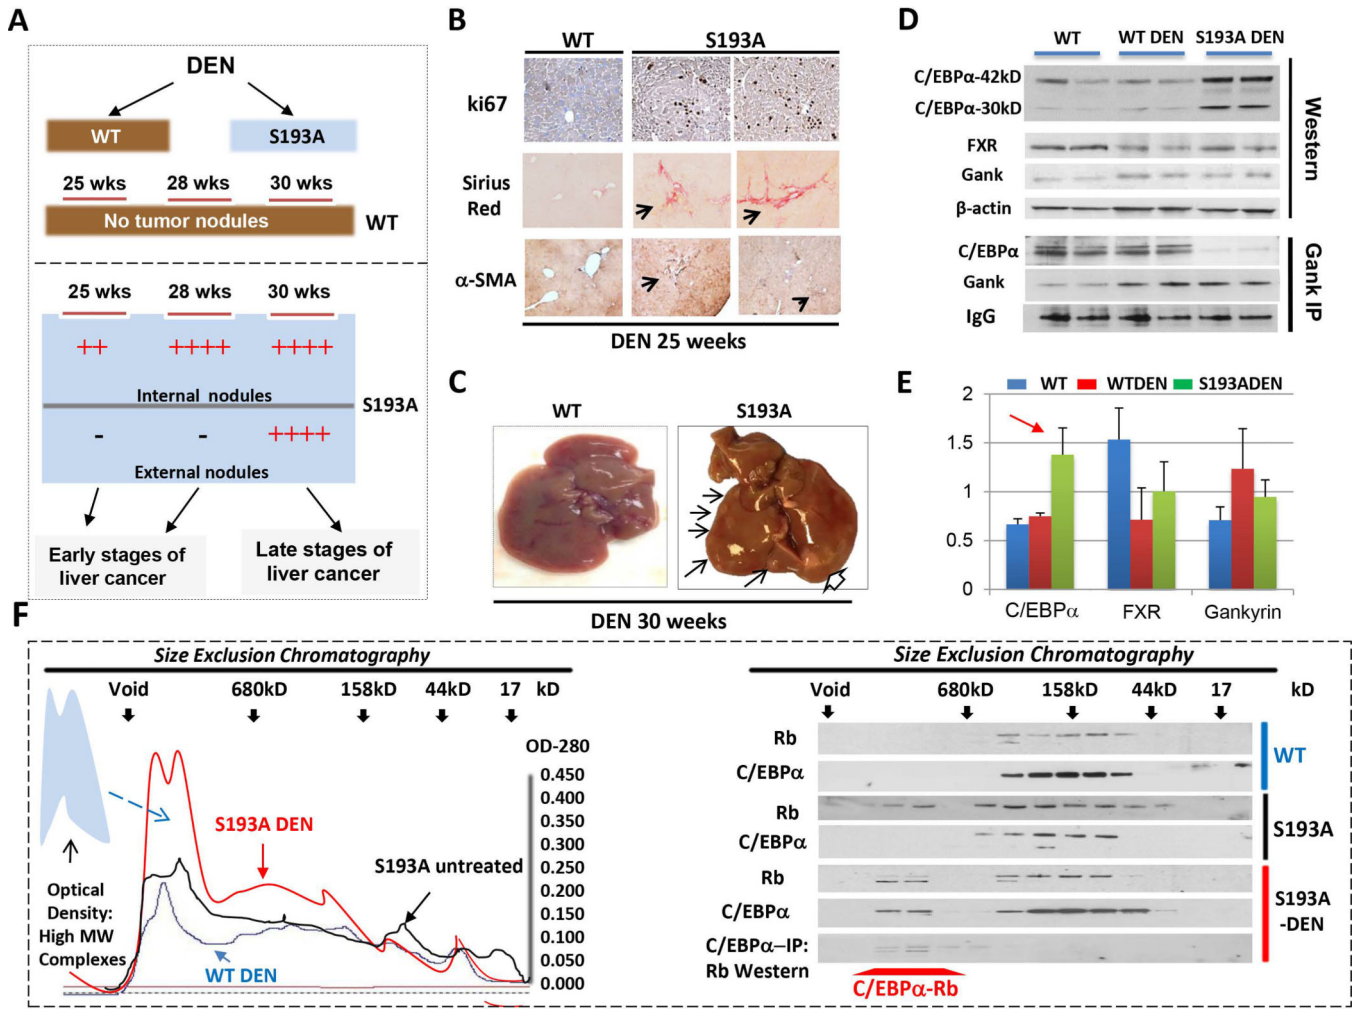 A
DEN
WT
S193A
25 wks 28 wks 30 wks
No tumor nodules
WT
25 wks 28 wks 30 wks
++ ++++ ++++
Internal nodules
S193A
- - ++++
External nodules
Early stages of
liver cancer
Late stages of
liver cancer
B
WT S193A
ki67
Sirius
Red
α-SMA
DEN 25 weeks
C
WT S193A
DEN 30 weeks
D
WT WT DEN S193A DEN
C/EBPα-42kD
C/EBPα-30kD
FXR
Gank
β-actin
Western
C/EBPα
Gank
IgG
Gank IP
E
WT WTDEN S193ADEN
2
1.5
1
0.5
0
C/EBPα FXR Gankyrin
F
Size Exclusion Chromatography
Void 680kD 158kD 44kD 17 kD
OD-280
0.450
0.400
0.350
0.300
0.250
0.200
0.150
0.100
0.050
0.000
S193A DEN
S193A untreated
WT DEN
Optical
Density:
High MW
Complexes
Size Exclusion Chromatography
Void 680kD 158kD 44kD 17 kD
Rb
C/EBPα
WT
Rb
C/EBPα
S193A
Rb
C/EBPα
C/EBPα–IP:
Rb Western
S193A
-DEN
C/EBPα-Rb